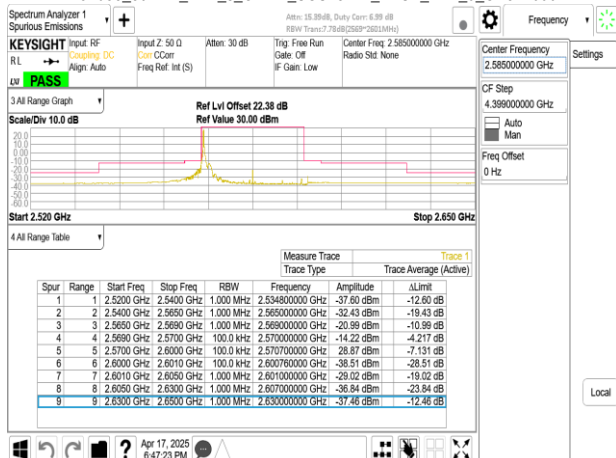 Spectrum Analyzer 1
Spurious Emissions
Attn: 15.39dB, Duty Corr: 6.99 dB
RBW Trans:7.78dB(2569~2601MHz)
Frequency
KEYSIGHT
RL
LXI
PASS
Input: RF
Coupling: DC
Align: Auto
Input Z: 50 Ω
Corr CCorr
Freq Ref: Int (S)
Atten: 30 dB
Trig: Free Run
Gate: Off
IF Gain: Low
Center Freq: 2.585000000 GHz
Radio Std: None
Center Frequency
2.585000000 GHz
Settings
CF Step
4.399000000 GHz
Auto
Man
Freq Offset
0 Hz
3 All Range Graph
Scale/Div 10.0 dB
Ref Lvl Offset 22.38 dB
Ref Value 30.00 dBm
20.0
10.0
0.00
-10.0
-20.0
-30.0
-40.0
-50.0
-60.0
Start 2.520 GHz
Stop 2.650 GHz
4 All Range Table
Measure Trace Trace 1
Trace Type Trace Average (Active)
Spur Range Start Freq Stop Freq RBW Frequency Amplitude ΔLimit
1 1 2.5200 GHz 2.5400 GHz 1.000 MHz 2.534800000 GHz -37.60 dBm -12.60 dB
2 2 2.5400 GHz 2.5650 GHz 1.000 MHz 2.565000000 GHz -32.43 dBm -19.43 dB
3 3 2.5650 GHz 2.5690 GHz 1.000 MHz 2.569000000 GHz -20.99 dBm -10.99 dB
4 4 2.5690 GHz 2.5700 GHz 100.0 kHz 2.570000000 GHz -14.22 dBm -4.217 dB
5 5 2.5700 GHz 2.6000 GHz 100.0 kHz 2.570700000 GHz 28.87 dBm -7.131 dB
6 6 2.6000 GHz 2.6010 GHz 100.0 kHz 2.600760000 GHz -38.51 dBm -28.51 dB
7 7 2.6010 GHz 2.6050 GHz 1.000 MHz 2.601000000 GHz -29.02 dBm -19.02 dB
8 8 2.6050 GHz 2.6300 GHz 1.000 MHz 2.607000000 GHz -36.84 dBm -23.84 dB
9 9 2.6300 GHz 2.6500 GHz 1.000 MHz 2.630000000 GHz -37.46 dBm -12.46 dB
Local
Apr 17, 2025
6:47:23 PM